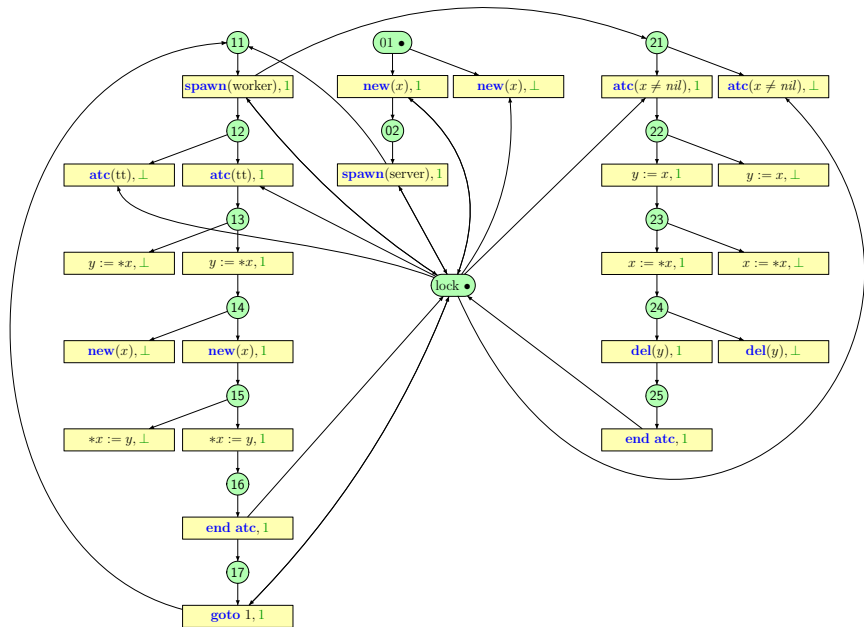 11
01 •
21
spawn(worker), 1
new(x), 1
new(x), ⊥
atc(x ≠ nil), 1
atc(x ≠ nil), ⊥
12
02
22
atc(tt), ⊥
atc(tt), 1
spawn(server), 1
y := x, 1
y := x, ⊥
13
23
y := ∗x, ⊥
y := ∗x, 1
x := ∗x, 1
x := ∗x, ⊥
lock •
14
24
new(x), ⊥
new(x), 1
del(y), 1
del(y), ⊥
15
25
∗x := y, ⊥
∗x := y, 1
end atc, 1
16
end atc, 1
17
goto 1, 1